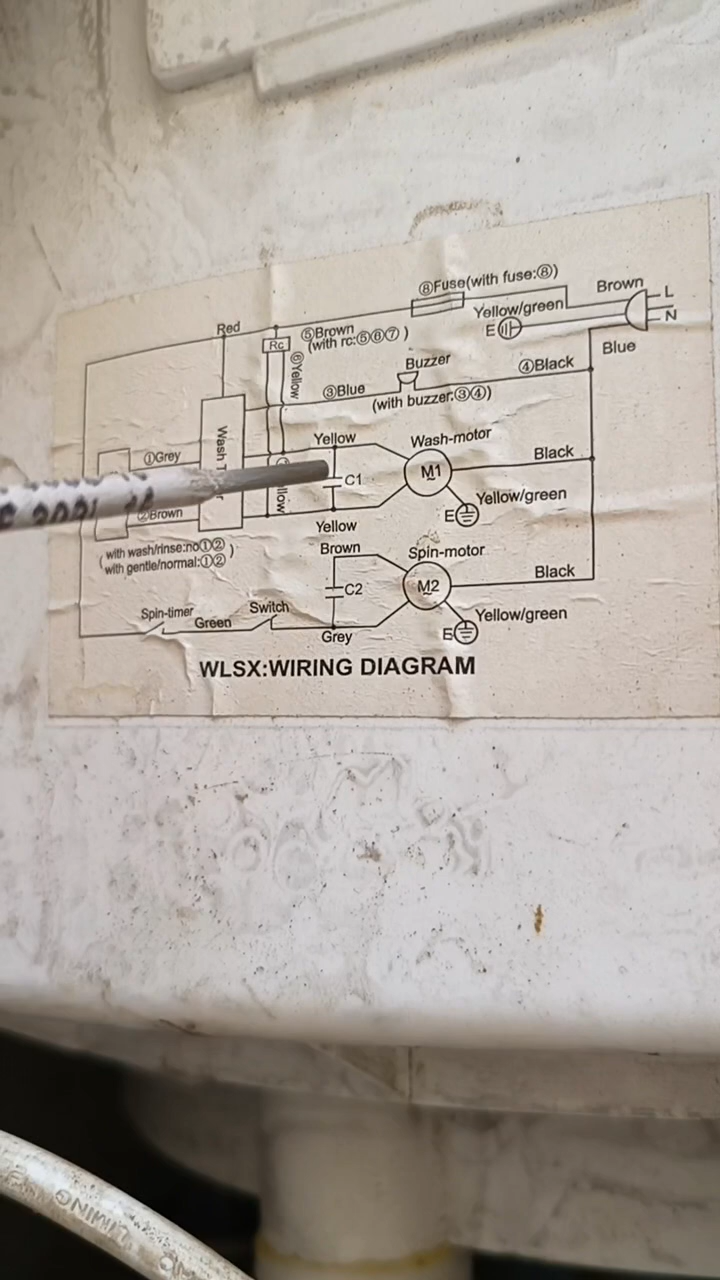 ⑧Fuse(with fuse:⑧)
Brown
L
N
Yellow/green
E
Blue
Red
⑤Brown
(with rc:⑤⑥⑦)
Rc
⑥Yellow
Buzzer
③Blue
④Black
(with buzzer:③④)
Wash
Yellow
Wash-motor
①Grey
M1
Black
C1
Yellow/green
E
②Brown
Yellow
(with wash/rinse:no①②)
with gentle/normal:①②
Brown
Spin-motor
C2
M2
Black
Spin-timer
Switch
Green
Yellow/green
E
Grey
WLSX:WIRING DIAGRAM
LIMING